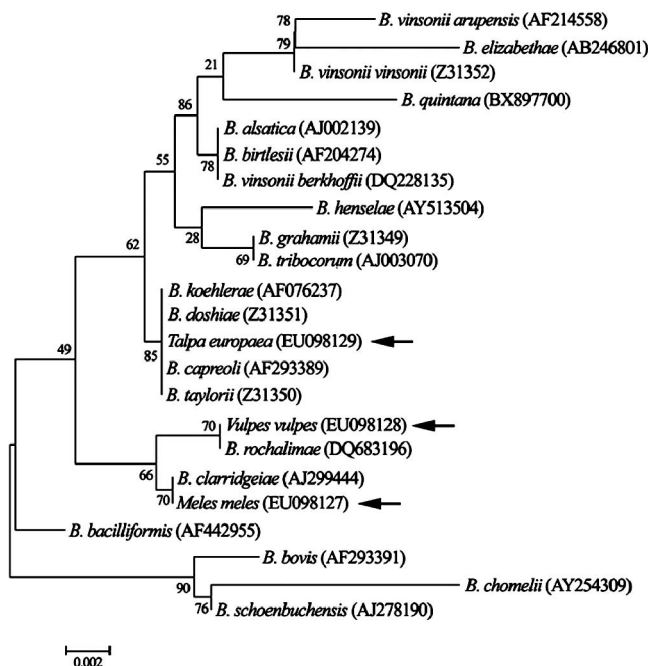 78
B. vinsonii arupensis (AF214558)
79
B. elizabethae (AB246801)
B. vinsonii vinsonii (Z31352)
21
B. quintana (BX897700)
86
B. alsatica (AJ002139)
B. birtlesii (AF204274)
78
B. vinsonii berkhoffii (DQ228135)
55
B. henselae (AY513504)
28
B. grahamii (Z31349)
69
B. tribocorum (AJ003070)
62
B. koehlerae (AF076237)
B. doshiae (Z31351)
Talpa europaea (EU098129)
85
B. capreoli (AF293389)
B. taylorii (Z31350)
49
70
Vulpes vulpes (EU098128)
B. rochalimae (DQ683196)
66
B. clarridgeiae (AJ299444)
70
Meles meles (EU098127)
B. bacilliformis (AF442955)
B. bovis (AF293391)
90
B. chomelii (AY254309)
76
B. schoenbuchensis (AJ278190)
0.002